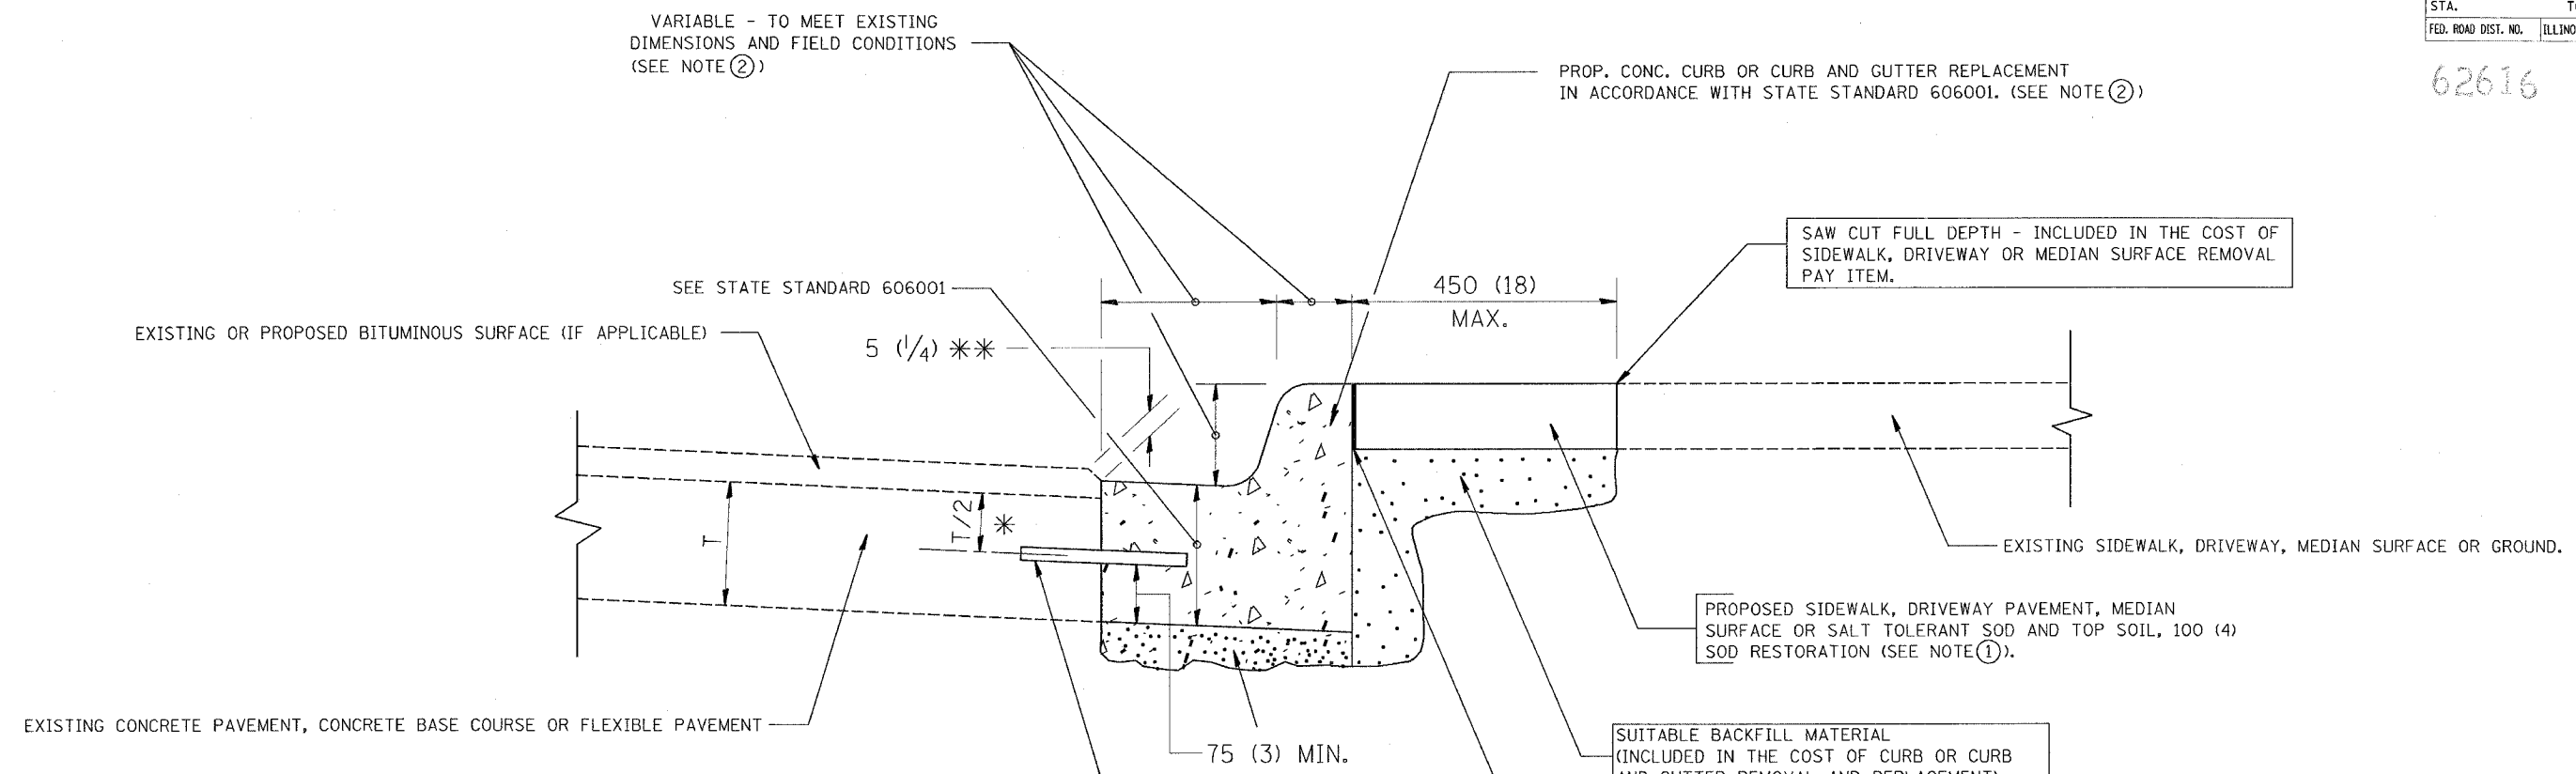 VARIABLE - TO MEET EXISTING
DIMENSIONS AND FIELD CONDITIONS
(SEE NOTE ②)
PROP. CONC. CURB OR CURB AND GUTTER REPLACEMENT
IN ACCORDANCE WITH STATE STANDARD 606001. (SEE NOTE ②)
STA.
FED. ROAD DIST. NO.
62616
SAW CUT FULL DEPTH - INCLUDED IN THE COST OF
SIDEWALK, DRIVEWAY OR MEDIAN SURFACE REMOVAL
PAY ITEM.
SEE STATE STANDARD 606001
450 (18)
MAX.
EXISTING OR PROPOSED BITUMINOUS SURFACE (IF APPLICABLE)
5 (1/4) **
T
T/2 *
EXISTING SIDEWALK, DRIVEWAY, MEDIAN SURFACE OR GROUND.
PROPOSED SIDEWALK, DRIVEWAY PAVEMENT, MEDIAN
SURFACE OR SALT TOLERANT SOD AND TOP SOIL, 100 (4)
SOD RESTORATION (SEE NOTE ①).
EXISTING CONCRETE PAVEMENT, CONCRETE BASE COURSE OR FLEXIBLE PAVEMENT
75 (3) MIN.
SUITABLE BACKFILL MATERIAL
(INCLUDED IN THE COST OF CURB OR CURB
AND GUTTER REMOVAL AND REPLACEMENT)